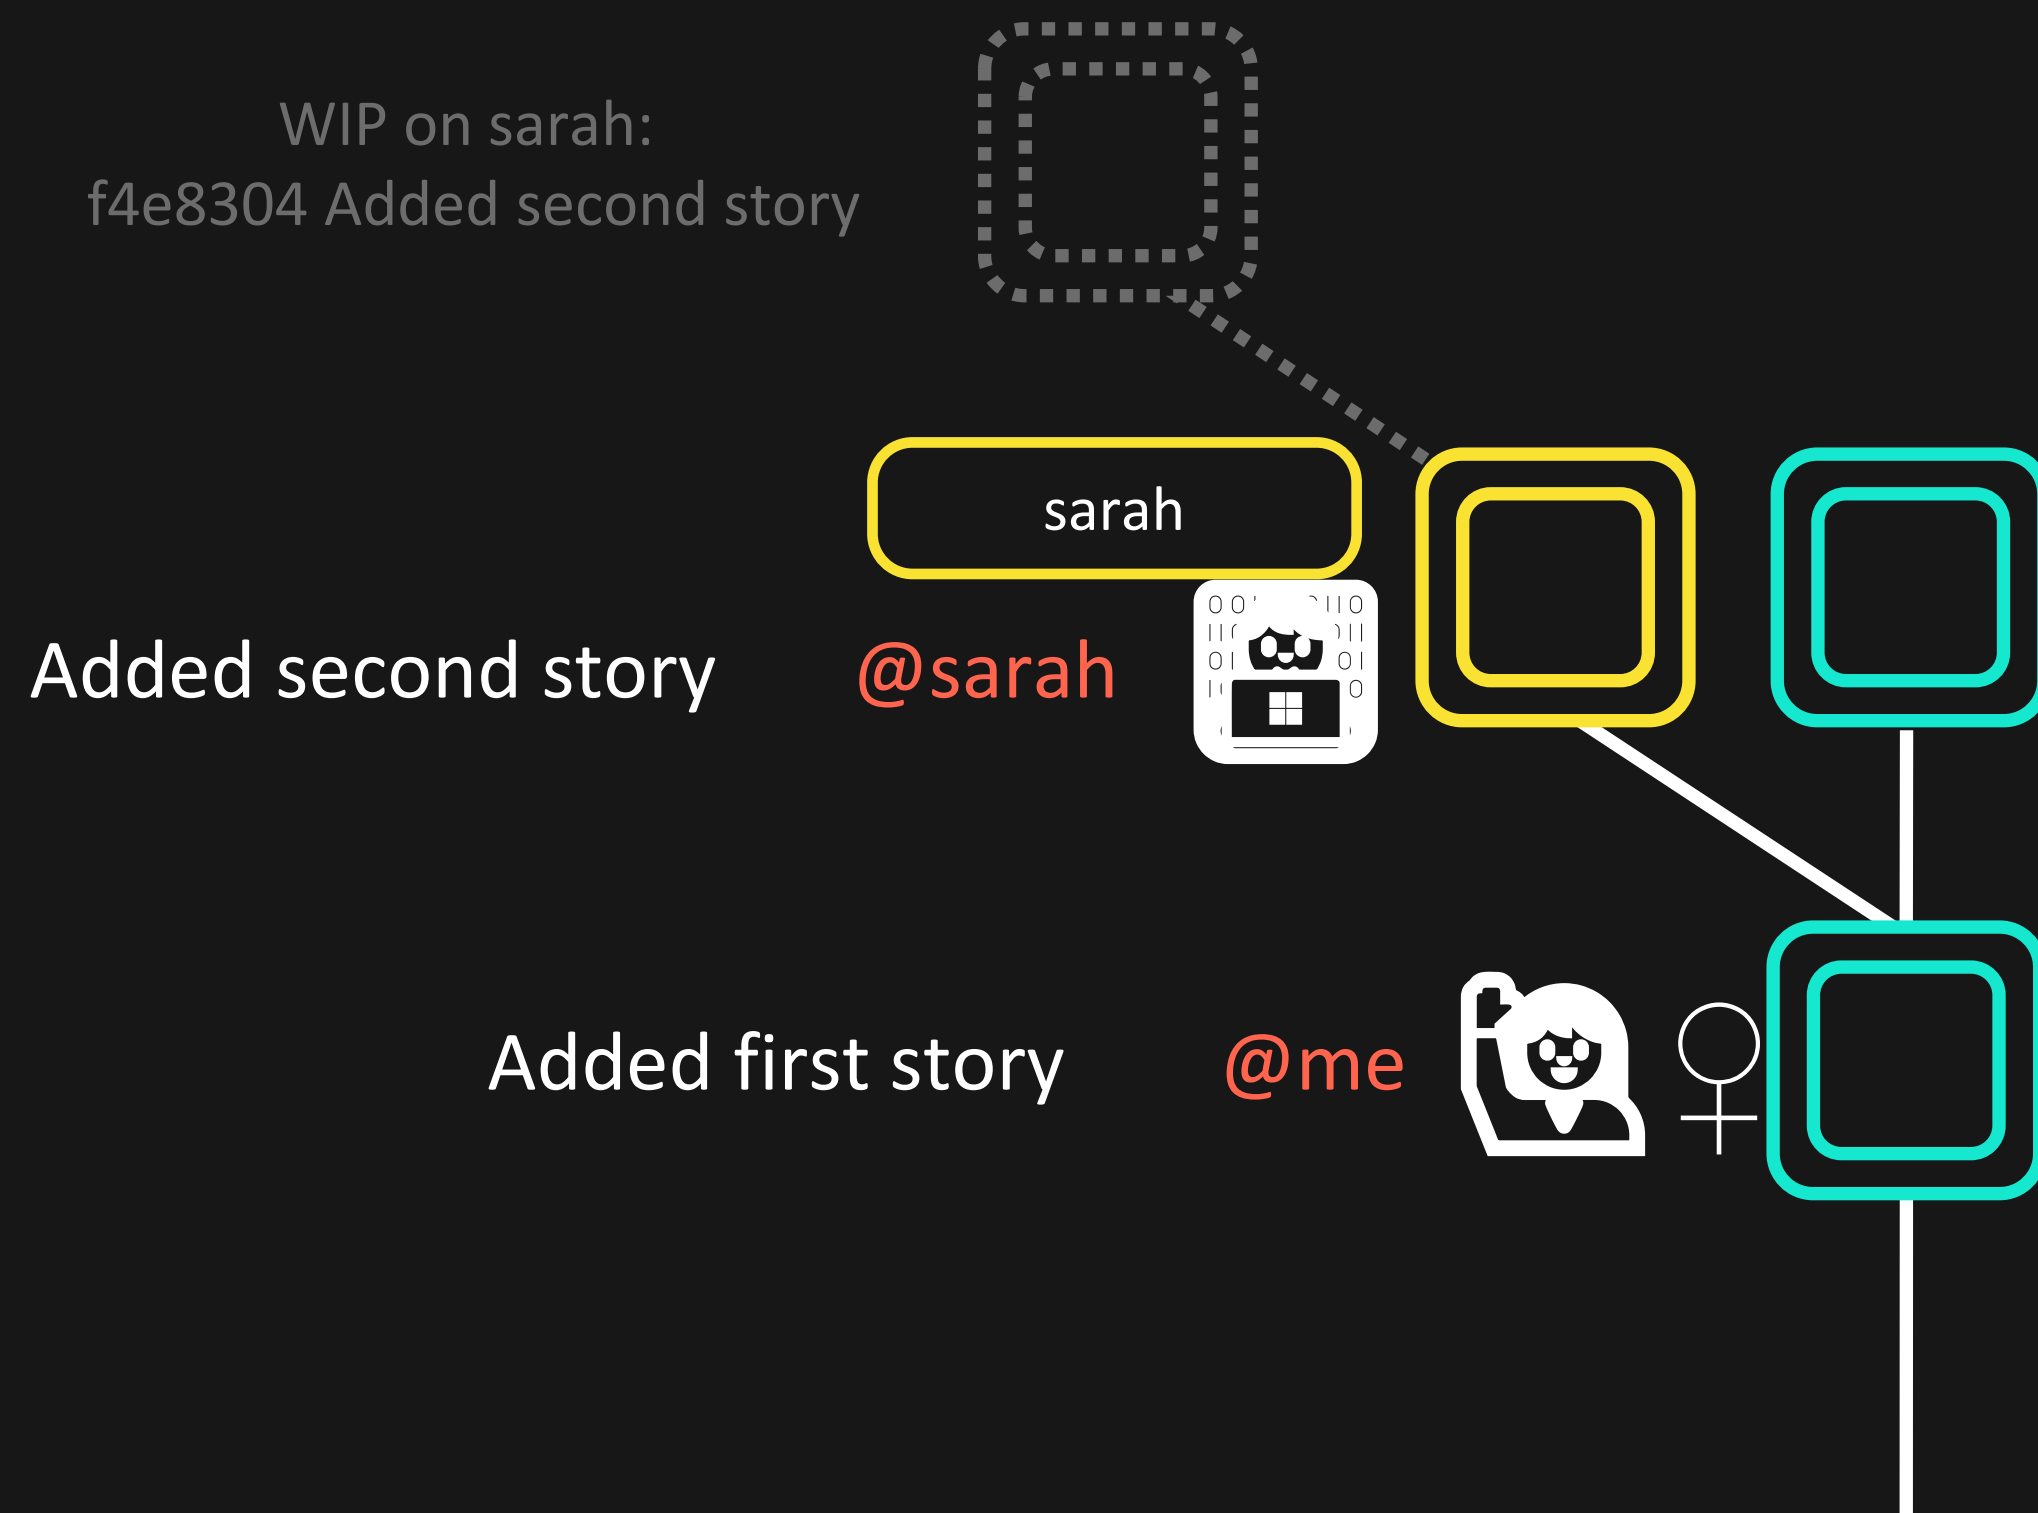 WIP on sarah:
f4e8304 Added second story
sarah
Added second story @sarah
Added first story @me